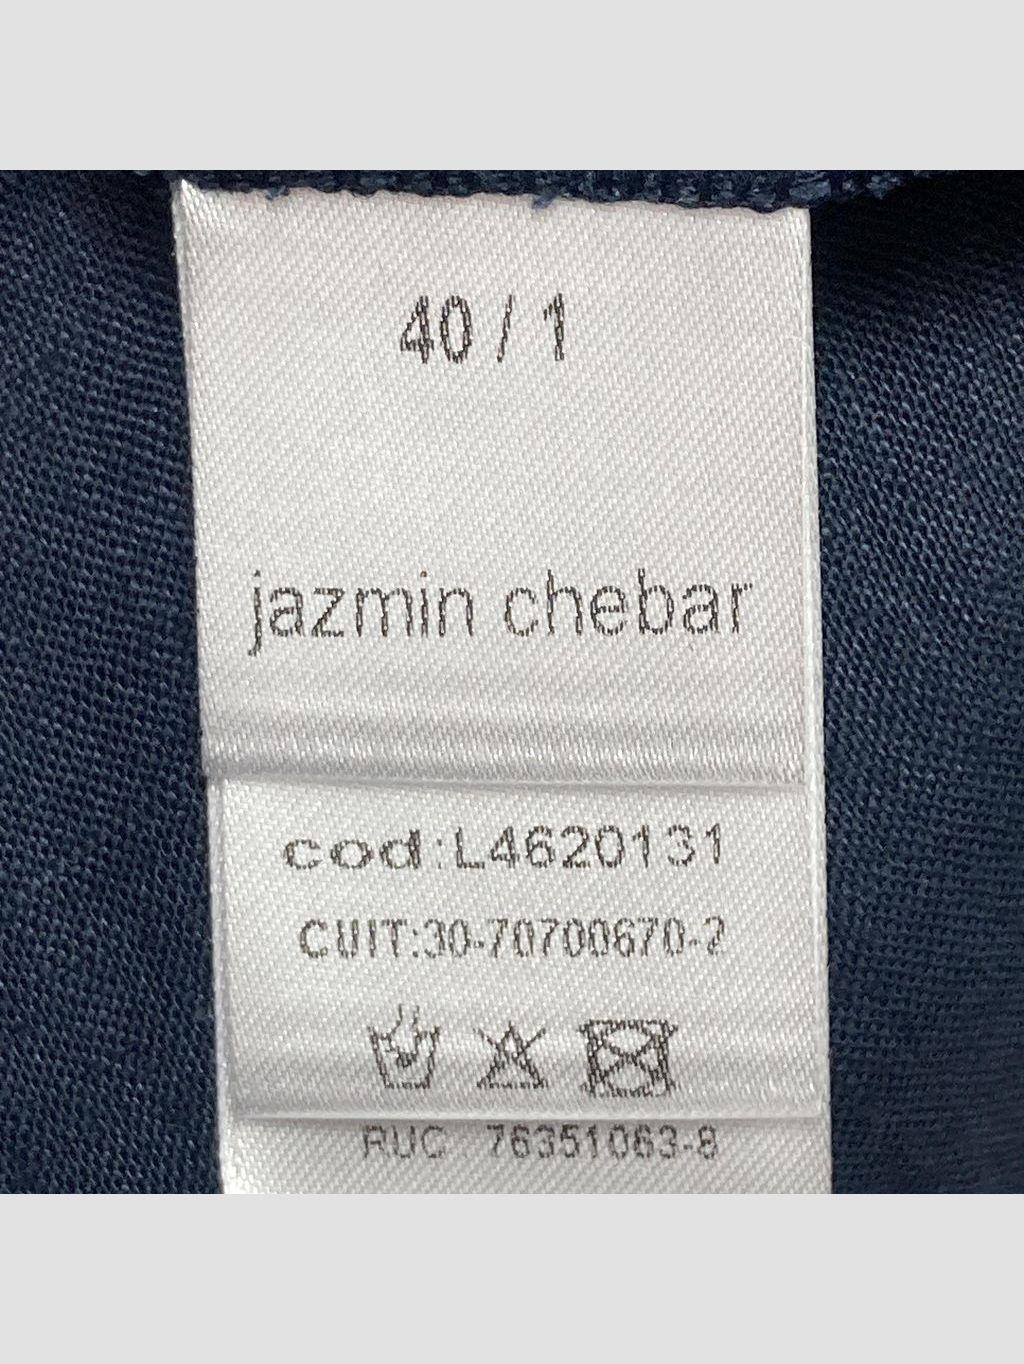 40 / 1
jazmin chebar
cod:L4620131
CUIT:30-70700670-2
RUC 76351063-8